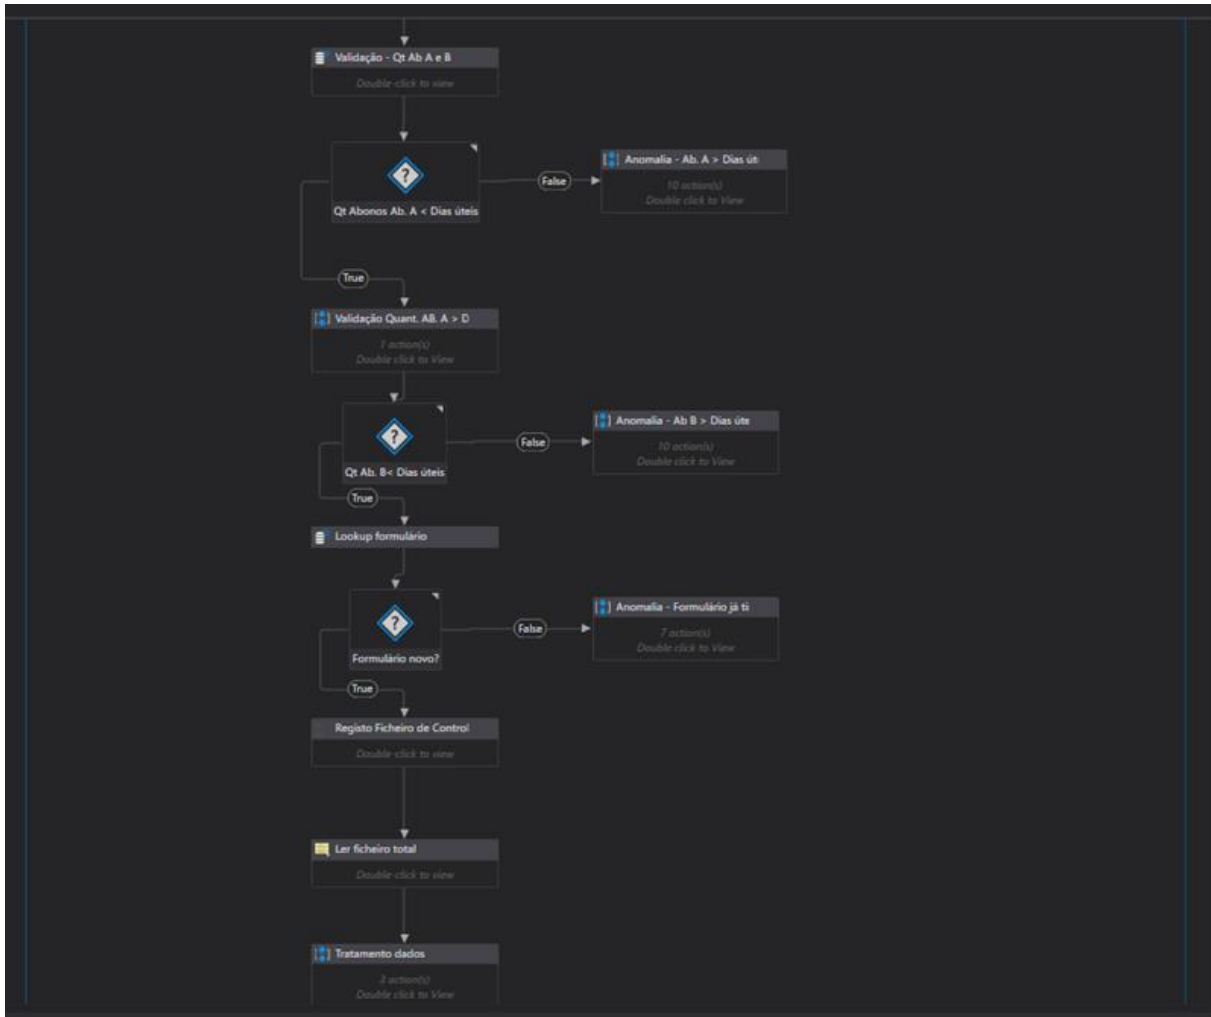 Validação - Qt Ab A e B
Double-click to view
Qt Abonos Ab. A < Dias úteis
False
Anomalia - Ab. A > Dias út
10 action(s)
Double click to View
True
Validação Quant. AB. A > D
1 action(s)
Double click to View
Qt Ab. B< Dias úteis
False
Anomalia - Ab B > Dias úte
10 action(s)
Double click to View
True
Lookup formulário
Formulário novo?
False
Anomalia - Formulário já ti
7 action(s)
Double click to View
True
Registo Ficheiro de Control
Double-click to view
Ler ficheiro total
Double-click to view
Tratamento dados
3 action(s)
Double click to View